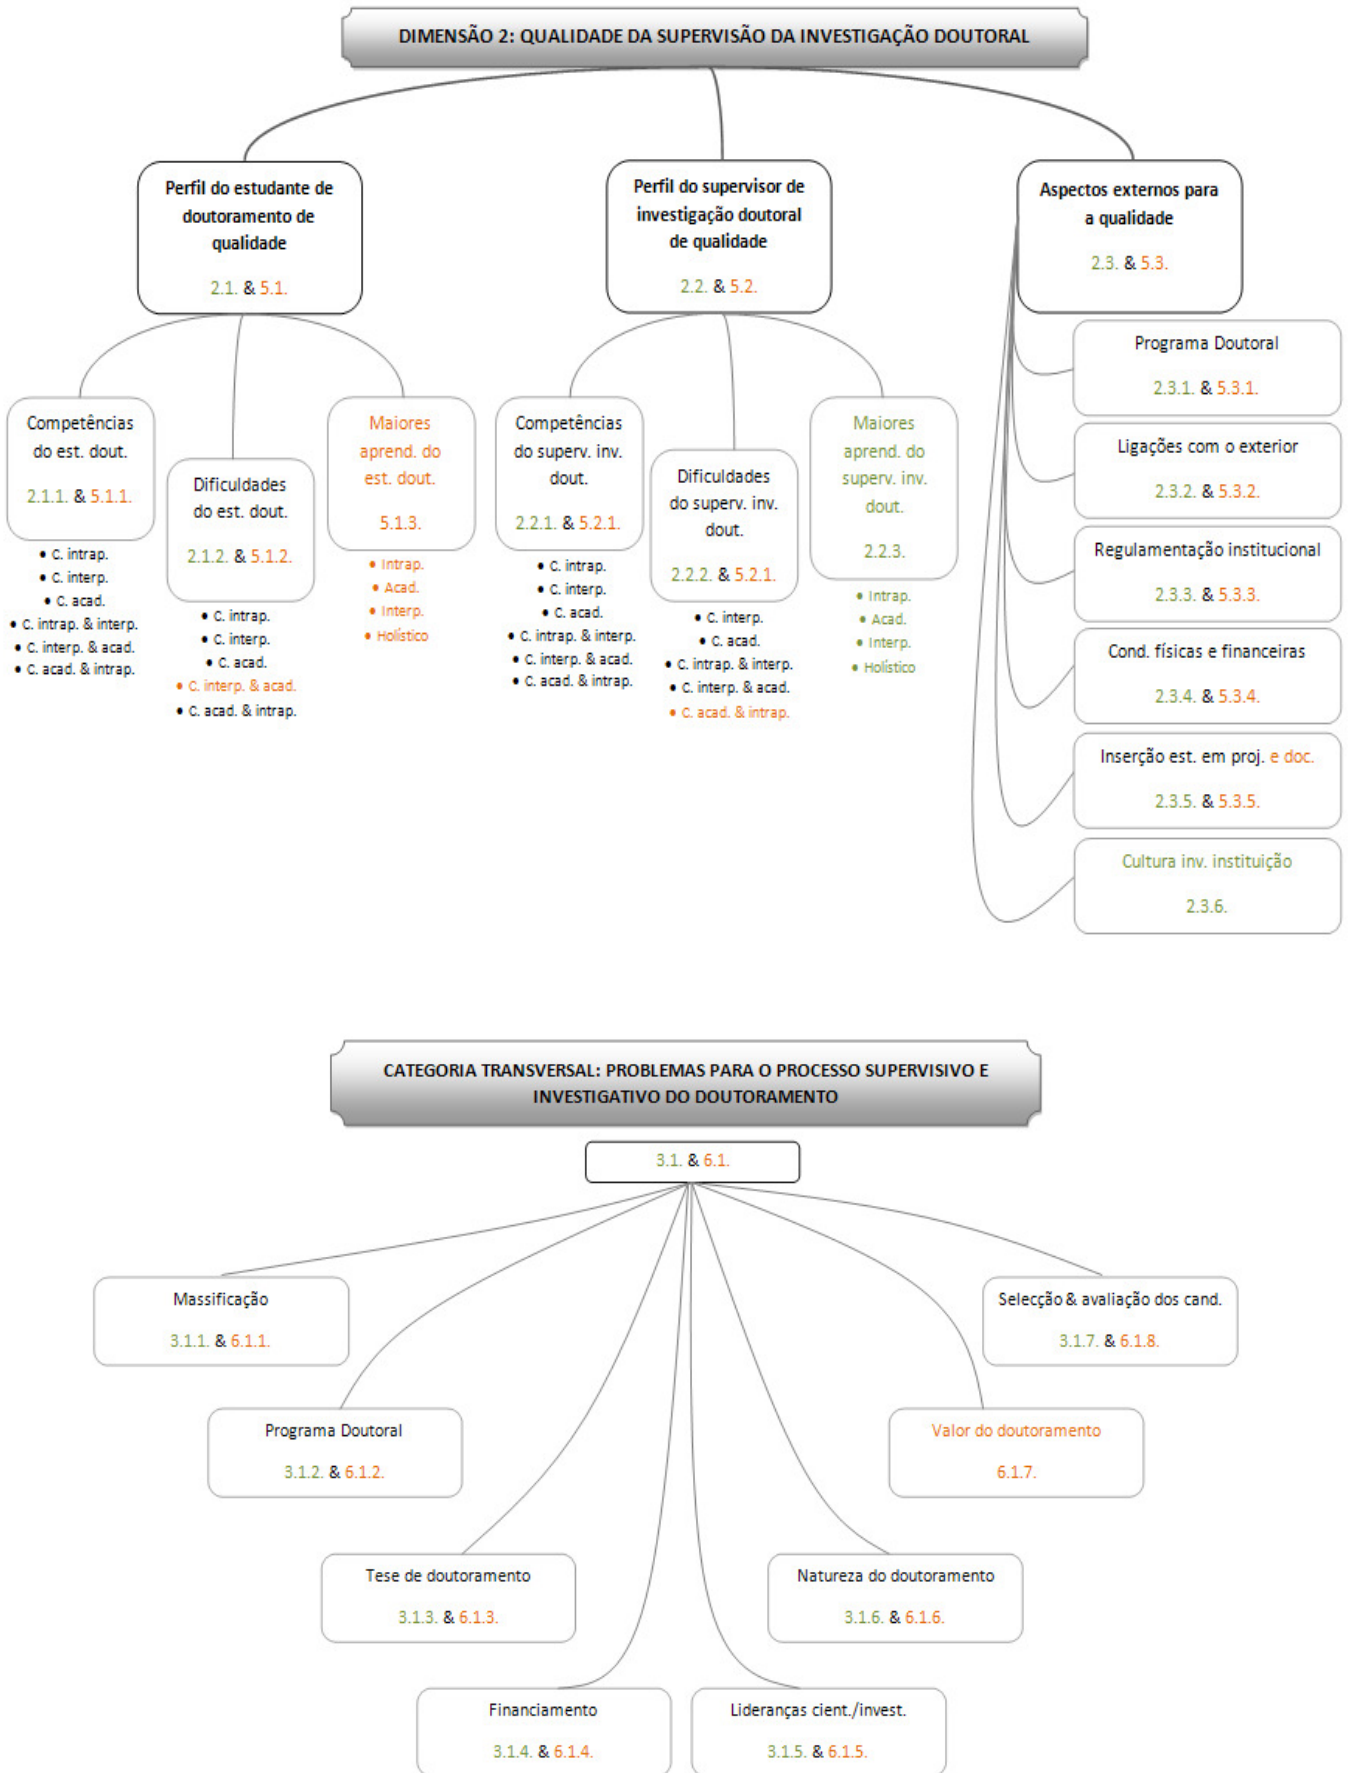 DIMENSÃO 2: QUALIDADE DA SUPERVISÃO DA INVESTIGAÇÃO DOUTORAL
Perfil do estudante de
doutoramento de
qualidade
2.1. & 5.1.
Competências
do est. dout.
2.1.1. & 5.1.1.
• C. intrap.
• C. interp.
• C. acad.
• C. intrap. & interp.
• C. interp. & acad.
• C. acad. & intrap.
Dificuldades
do est. dout.
2.1.2. & 5.1.2.
• C. intrap.
• C. interp.
• C. acad.
• C. interp. & acad.
• C. acad. & intrap.
Maiores
aprend. do
est. dout.
5.1.3.
• Intrap.
• Acad.
• Interp.
• Holístico
Perfil do supervisor de
investigação doutoral
de qualidade
2.2. & 5.2.
Competências
do superv. inv.
dout.
2.2.1. & 5.2.1.
• C. intrap.
• C. interp.
• C. acad.
• C. intrap. & interp.
• C. interp. & acad.
• C. acad. & intrap.
Dificuldades
do superv. inv.
dout.
2.2.2. & 5.2.1.
• C. interp.
• C. acad.
• C. intrap. & interp.
• C. interp. & acad.
• C. acad. & intrap.
Maiores
aprend. do
superv. inv.
dout.
2.2.3.
• Intrap.
• Acad.
• Interp.
• Holístico
Aspectos externos para
a qualidade
2.3. & 5.3.
Programa Doutoral
2.3.1. & 5.3.1.
Ligações com o exterior
2.3.2. & 5.3.2.
Regulamentação institucional
2.3.3. & 5.3.3.
Cond. físicas e financeiras
2.3.4. & 5.3.4.
Inserção est. em proj. e doc.
2.3.5. & 5.3.5.
Cultura inv. instituição
2.3.6.
CATEGORIA TRANSVERSAL: PROBLEMAS PARA O PROCESSO SUPERVISIVO E
INVESTIGATIVO DO DOUTORAMENTO
3.1. & 6.1.
Massificação
3.1.1. & 6.1.1.
Selecção & avaliação dos cand.
3.1.7. & 6.1.8.
Programa Doutoral
3.1.2. & 6.1.2.
Valor do doutoramento
6.1.7.
Tese de doutoramento
3.1.3. & 6.1.3.
Natureza do doutoramento
3.1.6. & 6.1.6.
Financiamento
3.1.4. & 6.1.4.
Lideranças cient./invest.
3.1.5. & 6.1.5.